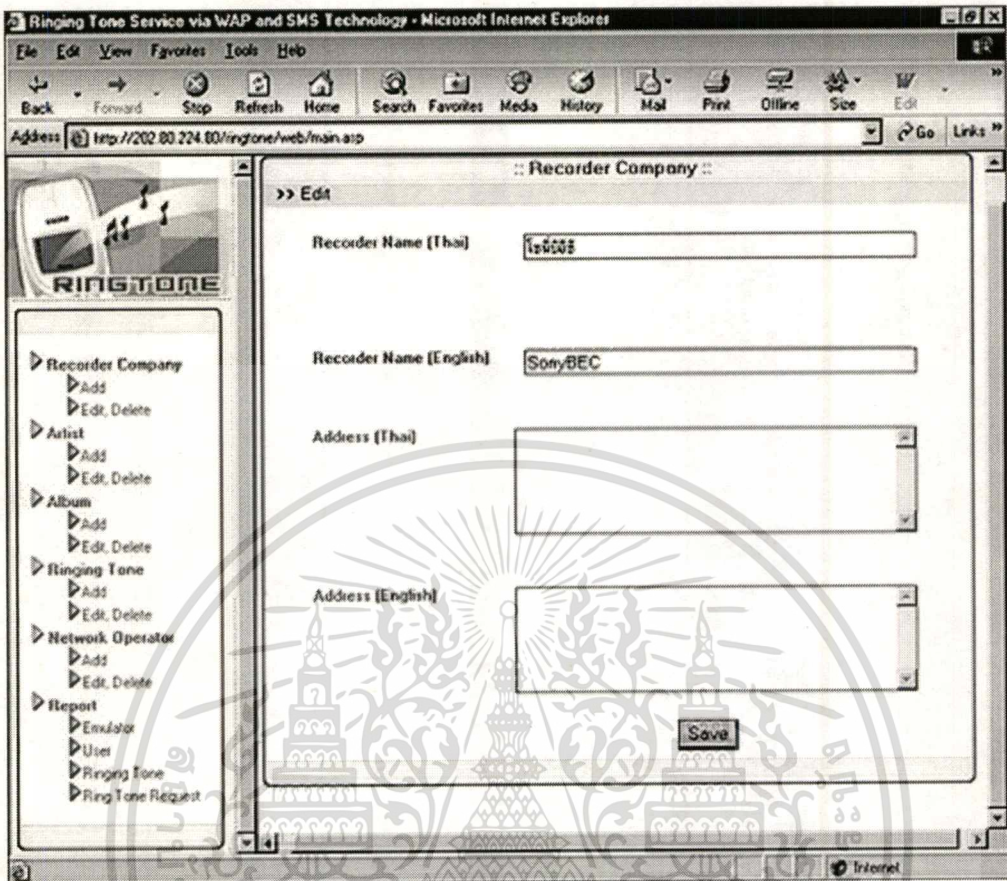 Ringing Tone Service via WAP and SMS Technology - Microsoft Internet Explorer
File Edit View Favorites Tools Help
Back Forward Stop Refresh Home Search Favorites Media History Mail Print Offline Size Edit
Address http://202.80.224.80/ringtone/web/main.asp Go Links
RINGTONE
Recorder Company
Add
Edit, Delete
Artist
Add
Edit, Delete
Album
Add
Edit, Delete
Ringing Tone
Add
Edit, Delete
Network Operator
Add
Edit, Delete
Report
Emulator
User
Ringing Tone
Ring Tone Request
:: Recorder Company ::
>> Edit
Recorder Name (Thai)
Recorder Name (English) SonyBEC
Address (Thai)
Address (English)
Save
Internet